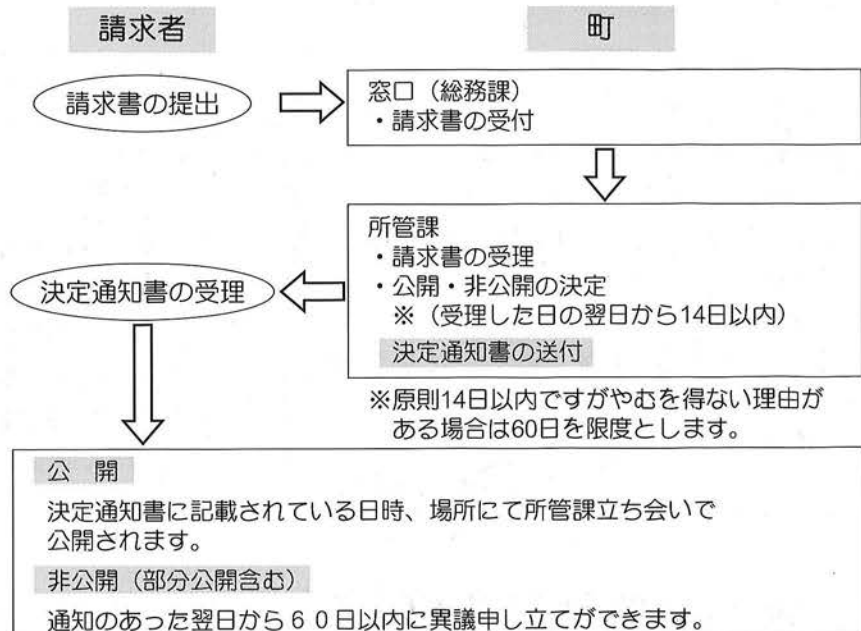 請求者
町
請求書の提出
窓口（総務課）
・請求書の受付
所管課
・請求書の受理
・公開・非公開の決定
※（受理した日の翌日から14日以内）
決定通知書の送付
決定通知書の受理
※原則14日以内ですがやむを得ない理由が
ある場合は60日を限度とします。
公　開
決定通知書に記載されている日時、場所にて所管課立ち会いで
公開されます。
非公開（部分公開含む）
通知のあった翌日から６０日以内に異議申し立てができます。